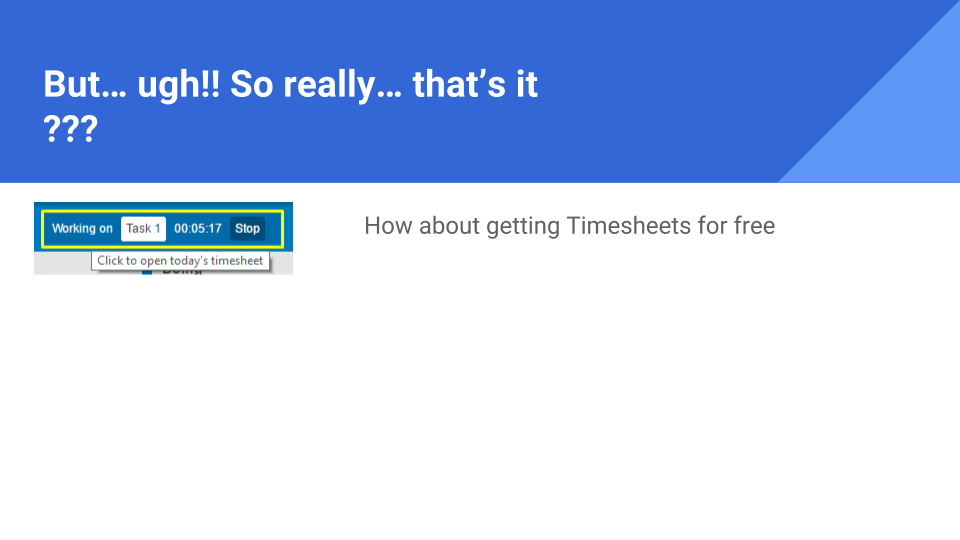 But… ugh!! So really… that’s it
???
Working on Task 1 00:05:17 Stop
How about getting Timesheets for free
Click to open today's timesheet